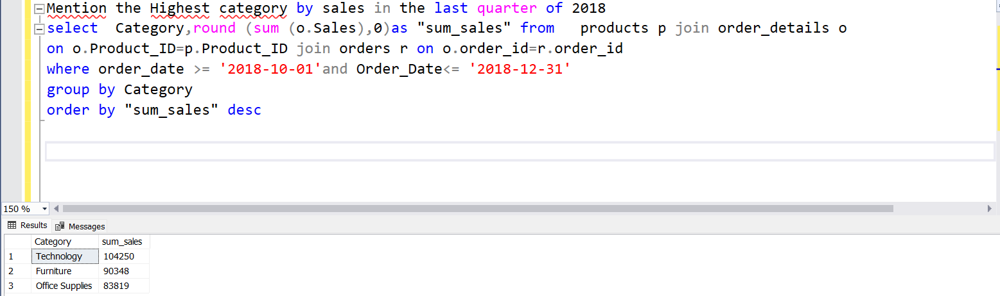 Mention the Highest category by sales in the last quarter of 2018
select  Category,round (sum (o.Sales),0)as "sum_sales" from   products p join order_details o
on o.Product_ID=p.Product_ID join orders r on o.order_id=r.order_id
where order_date >= '2018-10-01'and Order_Date<= '2018-12-31'
group by Category
order by "sum_sales" desc
150 %
Results Messages
Category sum_sales
1 Technology 104250
2 Furniture 90348
3 Office Supplies 83819